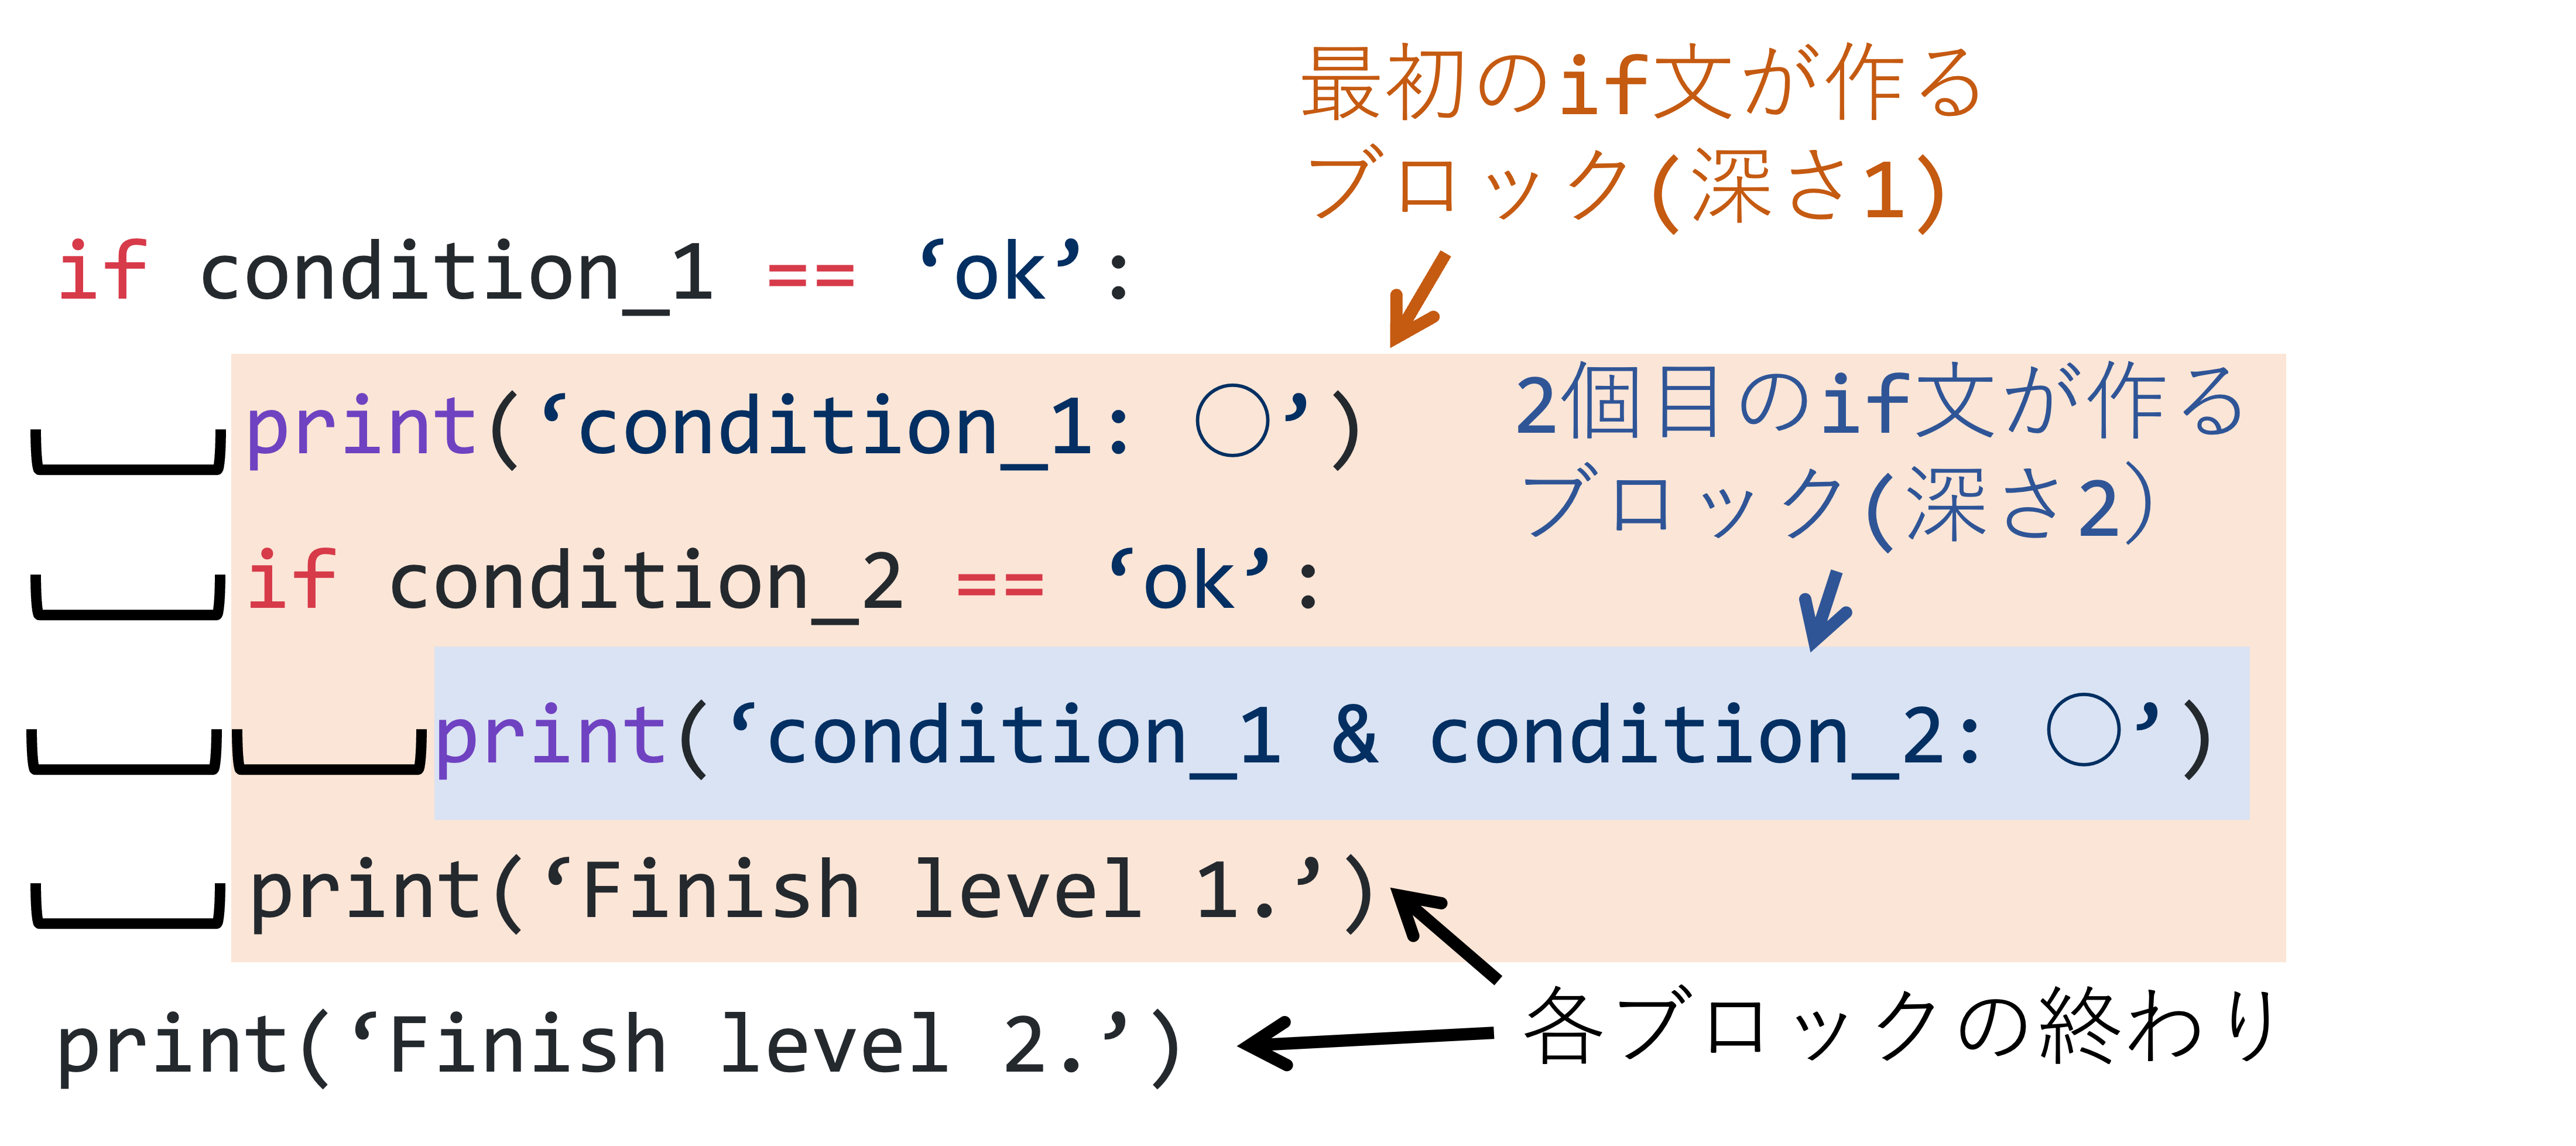 最初のif文が作る
ブロック(深さ1)
if condition_1 == ‘ok’:
print(‘condition_1: ◯’)
2個目のif文が作る
ブロック(深さ2）
if condition_2 == ‘ok’:
print(‘condition_1 & condition_2: ◯’)
print(‘Finish level 1.’)
各ブロックの終わり
print(‘Finish level 2.’)